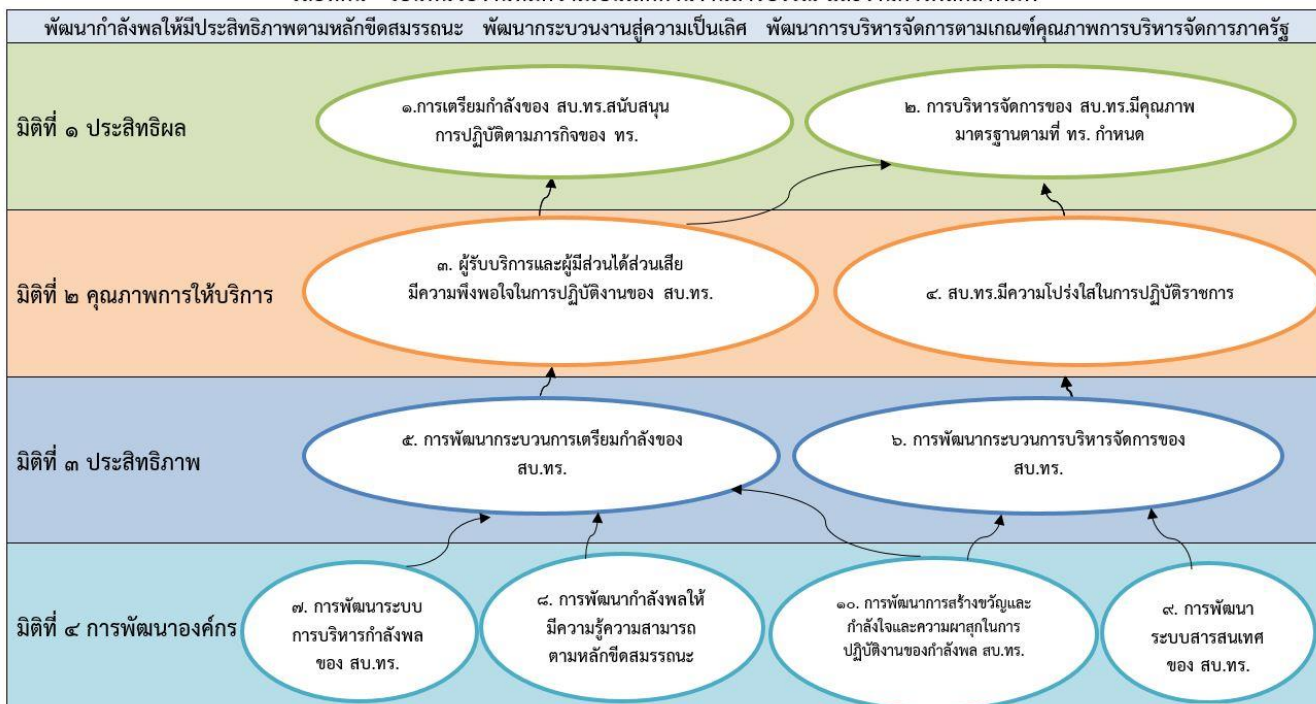 พัฒนากำลังพลให้มีประสิทธิภาพตามหลักขีดสมรรถนะ พัฒนากระบวนงานสู่ความเป็นเลิศ พัฒนาการบริหารจัดการตามเกณฑ์คุณภาพการบริหารจัดการภาครัฐ
มิติที่ ๑ ประสิทธิผล
๑.การเตรียมกำลังของ สบ.ทร.สนับสนุน
การปฏิบัติตามภารกิจของ ทร.
๒. การบริหารจัดการของ สบ.ทร.มีคุณภาพ
มาตรฐานตามที่ ทร. กำหนด
มิติที่ ๒ คุณภาพการให้บริการ
๓. ผู้รับบริการและผู้มีส่วนได้ส่วนเสีย
มีความพึงพอใจในการปฏิบัติงานของ สบ.ทร.
๔. สบ.ทร.มีความโปร่งใสในการปฏิบัติราชการ
มิติที่ ๓ ประสิทธิภาพ
๕. การพัฒนากระบวนการเตรียมกำลังของ
สบ.ทร.
๖. การพัฒนากระบวนการบริหารจัดการของ
สบ.ทร.
มิติที่ ๔ การพัฒนาองค์กร
๗. การพัฒนาระบบ
การบริหารกำลังพล
ของ สบ.ทร.
๘. การพัฒนากำลังพลให้
มีความรู้ความสามารถ
ตามหลักขีดสมรรถนะ
๑๐. การพัฒนาการสร้างขวัญและ
กำลังใจและความผาสุกในการ
ปฏิบัติงานของกำลังพล สบ.ทร.
๙. การพัฒนา
ระบบสารสนเทศ
ของ สบ.ทร.